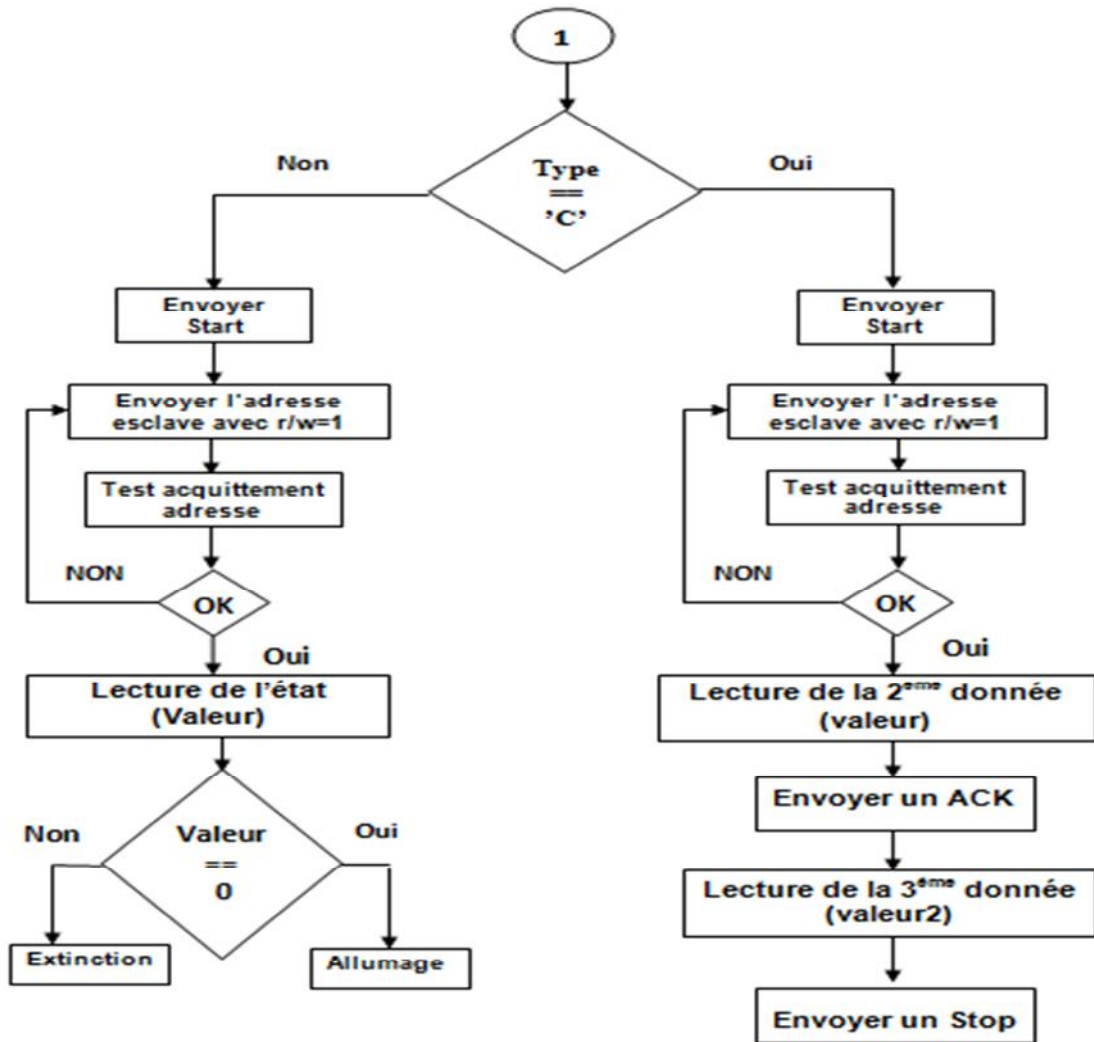 1
Non
Type
==
’C’
Oui
Envoyer
Start
Envoyer l’adresse
esclave avec r/w=1
Test acquittement
adresse
NON
OK
Oui
Lecture de l’état
(Valeur)
Non
Valeur
==
0
Oui
Extinction
Allumage
Envoyer
Start
Envoyer l’adresse
esclave avec r/w=1
Test acquittement
adresse
NON
OK
Oui
Lecture de la 2ème donnée
(valeur)
Envoyer un ACK
Lecture de la 3ème donnée
(valeur2)
Envoyer un Stop